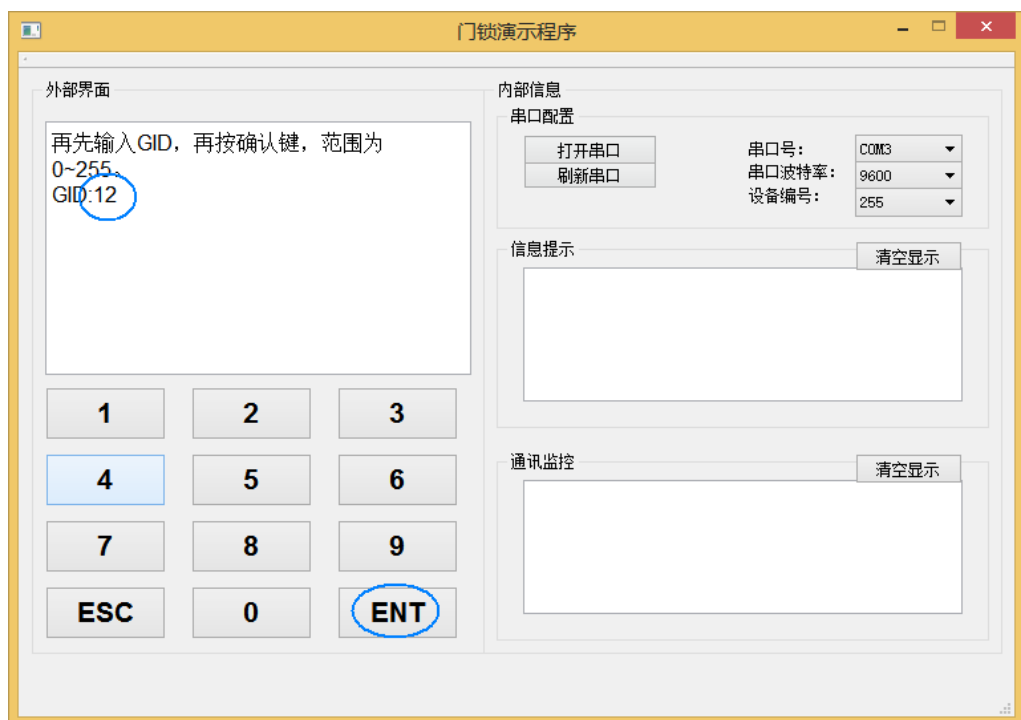 门锁演示程序
外部界面
再先输入GID，再按确认键，范围为
0~255。
GID:12
1 2 3
4 5 6
7 8 9
ESC 0 ENT
内部信息
串口配置
打开串口
刷新串口
串口号： COM3
串口波特率： 9600
设备编号： 255
信息提示
清空显示
通讯监控
清空显示